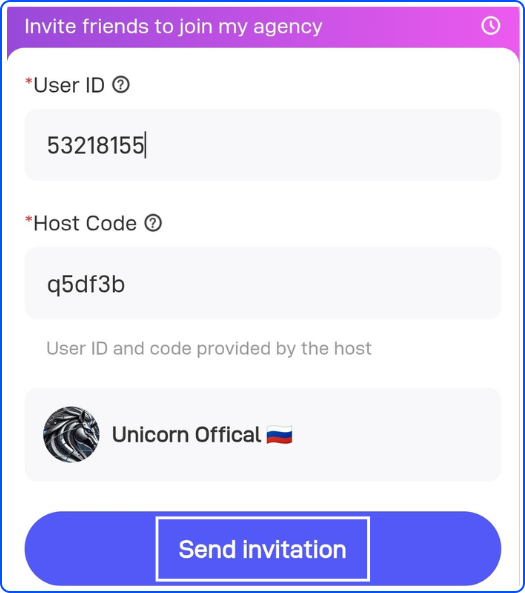 Invite friends to join my agency
*User ID
53218155
*Host Code
q5df3b
User ID and code provided by the host
Unicorn Offical 🇷🇺
Send invitation